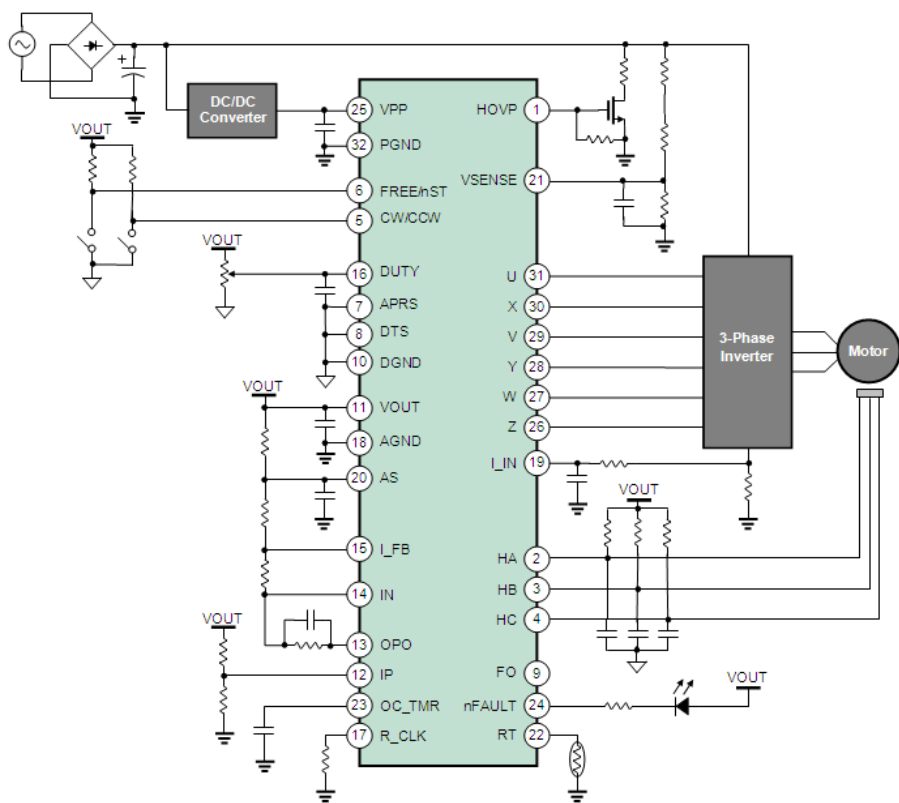 DC/DC
Converter
VOUT
25 VPP
32 PGND
6 FREE/nST
5 CW/CCW
VOUT
16 DUTY
7 APRS
8 DTS
10 DGND
VOUT
11 VOUT
18 AGND
20 AS
15 I_FB
14 IN
13 OPO
VOUT
12 IP
23 OC_TMR
17 R_CLK
HOVP 1
VSENSE 21
U 31
X 30
V 29
Y 28
W 27
Z 26
I_IN 19
3-Phase
Inverter
Motor
VOUT
HA 2
HB 3
HC 4
FO 9
nFAULT 24
VOUT
RT 22
+